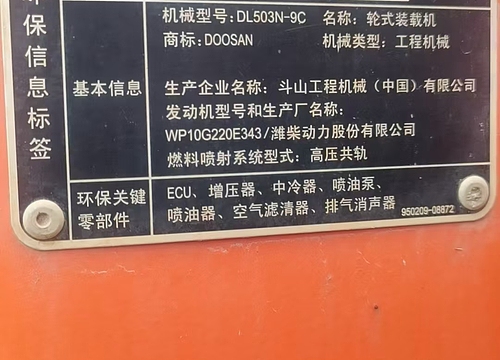 机械型号: DL503N-9C 名称: 轮式装载机
商标: DOOSAN 机械类型: 工程机械
环保信息标签
基本信息
生产企业名称: 斗山工程机械（中国）有限公司
发动机型号和生产厂名称:
WP10G220E343/潍柴动力股份有限公司
燃料喷射系统型式: 高压共轨
环保关键
零部件
ECU、增压器、中冷器、喷油泵、
喷油器、空气滤清器、排气消声器
950209-08872